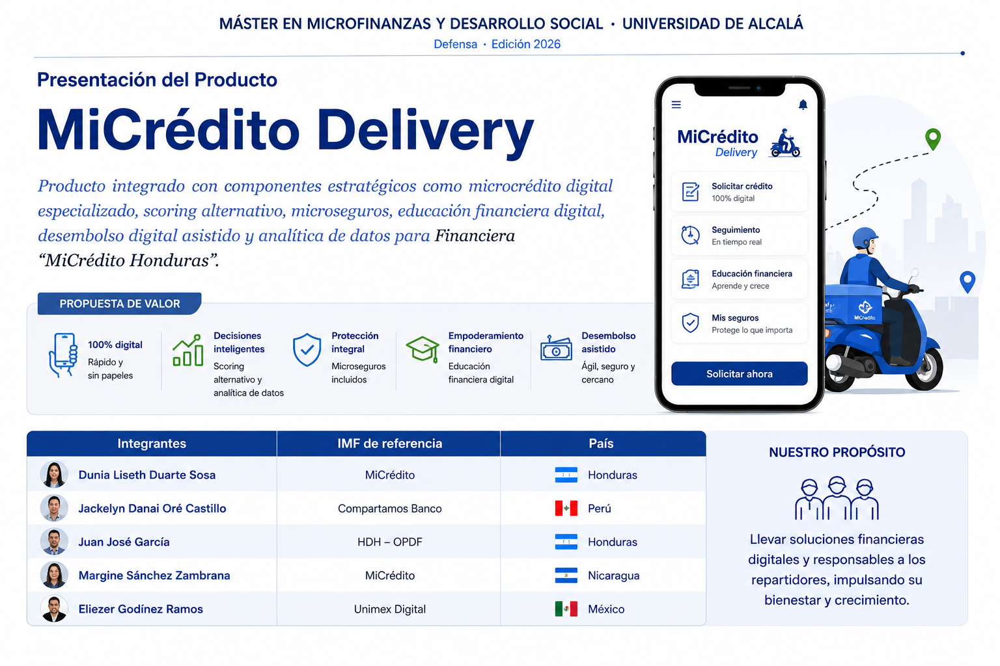 MÁSTER EN MICROFINANZAS Y DESARROLLO SOCIAL · UNIVERSIDAD DE ALCALÁ
Defensa · Edición 2026
Presentación del Producto
MiCrédito Delivery
Producto integrado con componentes estratégicos como microcrédito digital
especializado, scoring alternativo, microseguros, educación financiera digital,
desembolso digital asistido y analítica de datos para Financiera
“MiCrédito Honduras”.
PROPUESTA DE VALOR
100% digital
Rápido y
sin papeles
Decisiones
inteligentes
Scoring
alternativo y
analítica de datos
Protección
integral
Microseguros
incluidos
Empoderamiento
financiero
Educación
financiera digital
Desembolso
asistido
Ágil, seguro y
cercano
MiCrédito
Delivery
Solicitar crédito
100% digital
Seguimiento
En tiempo real
Educación financiera
Aprende y crece
Mis seguros
Protege lo que importa
Solicitar ahora
MiCredito
Integrantes IMF de referencia País
Dunia Liseth Duarte Sosa MiCrédito Honduras
Jackelyn Danai Oré Castillo Compartamos Banco Perú
Juan José García HDH – OPDF Honduras
Margine Sánchez Zambrana MiCrédito Nicaragua
Eliezer Godínez Ramos Unimex Digital México
NUESTRO PROPÓSITO
Llevar soluciones financieras
digitales y responsables a los
repartidores, impulsando su
bienestar y crecimiento.